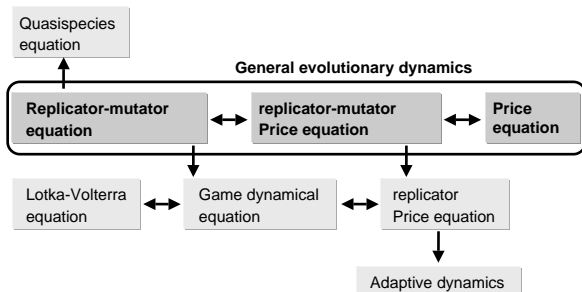 Quasispecies
equation
General evolutionary dynamics
Replicator-mutator
equation
replicator-mutator
Price equation
Price
equation
Lotka-Volterra
equation
Game dynamical
equation
replicator
Price equation
Adaptive dynamics